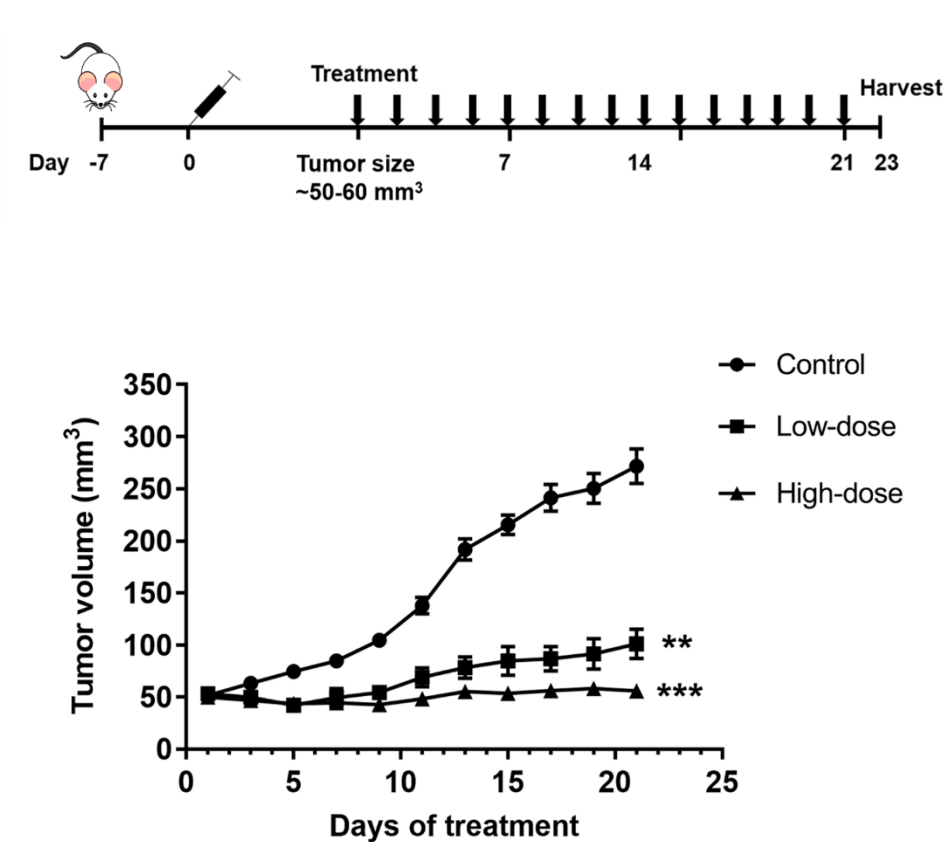 Treatment
Harvest
Day -7 0 Tumor size 7 14 21 23
~50-60 mm³
Control
Low-dose
High-dose
Tumor volume (mm³)
350
300
250
200
150
100
50
0
**
***
0 5 10 15 20 25
Days of treatment